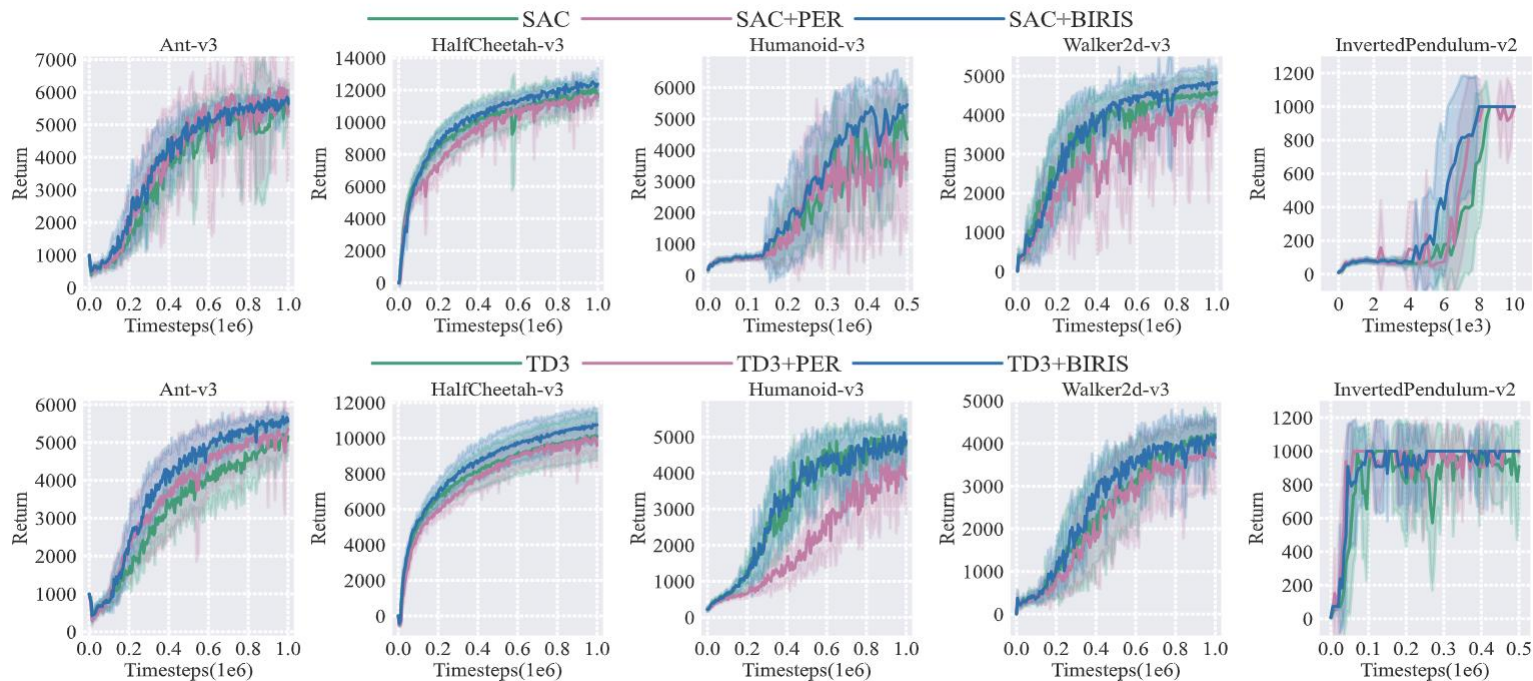 SAC SAC+PER SAC+BIRIS
Ant-v3 HalfCheetah-v3 Humanoid-v3 Walker2d-v3 InvertedPendulum-v2
Return
7000
6000
5000
4000
3000
2000
1000
0
0.0 0.2 0.4 0.6 0.8 1.0
Timesteps(1e6)
Return
14000
12000
10000
8000
6000
4000
2000
0
0.0 0.2 0.4 0.6 0.8 1.0
Timesteps(1e6)
Return
6000
5000
4000
3000
2000
1000
0
0.0 0.1 0.2 0.3 0.4 0.5
Timesteps(1e6)
Return
5000
4000
3000
2000
1000
0
0.0 0.2 0.4 0.6 0.8 1.0
Timesteps(1e6)
Return
1200
1000
800
600
400
200
0
0 2 4 6 8 10
Timesteps(1e3)
TD3 TD3+PER TD3+BIRIS
Ant-v3 HalfCheetah-v3 Humanoid-v3 Walker2d-v3 InvertedPendulum-v2
Return
6000
5000
4000
3000
2000
1000
0
0.0 0.2 0.4 0.6 0.8 1.0
Timesteps(1e6)
Return
12000
10000
8000
6000
4000
2000
0
0.0 0.2 0.4 0.6 0.8 1.0
Timesteps(1e6)
Return
6000
5000
4000
3000
2000
1000
0
0.0 0.2 0.4 0.6 0.8 1.0
Timesteps(1e6)
Return
5000
4000
3000
2000
1000
0
0.0 0.2 0.4 0.6 0.8 1.0
Timesteps(1e6)
Return
1200
1000
800
600
400
200
0
0.0 0.1 0.2 0.3 0.4 0.5
Timesteps(1e6)